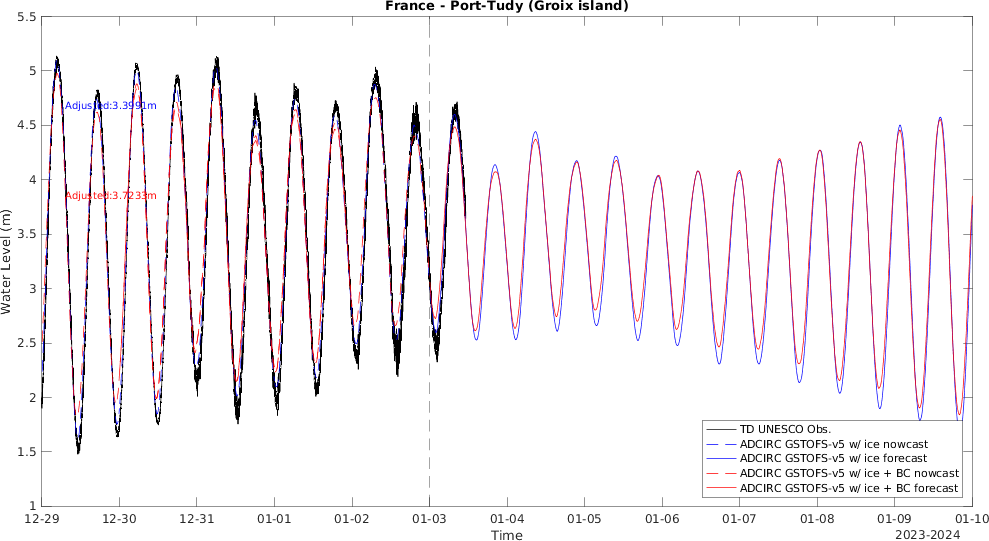 France - Port-Tudy (Groix island)
5.5
5
4.5
4
3.5
3
2.5
2
1.5
1
Water Level (m)
Adjusted:3.3991m
Adjusted:3.7233m
TD UNESCO Obs.
ADCIRC GSTOFS-v5 w/ ice nowcast
ADCIRC GSTOFS-v5 w/ ice forecast
ADCIRC GSTOFS-v5 w/ ice + BC nowcast
ADCIRC GSTOFS-v5 w/ ice + BC forecast
12-29 12-30 12-31 01-01 01-02 01-03 01-04 01-05 01-06 01-07 01-08 01-09 01-10
Time
2023-2024